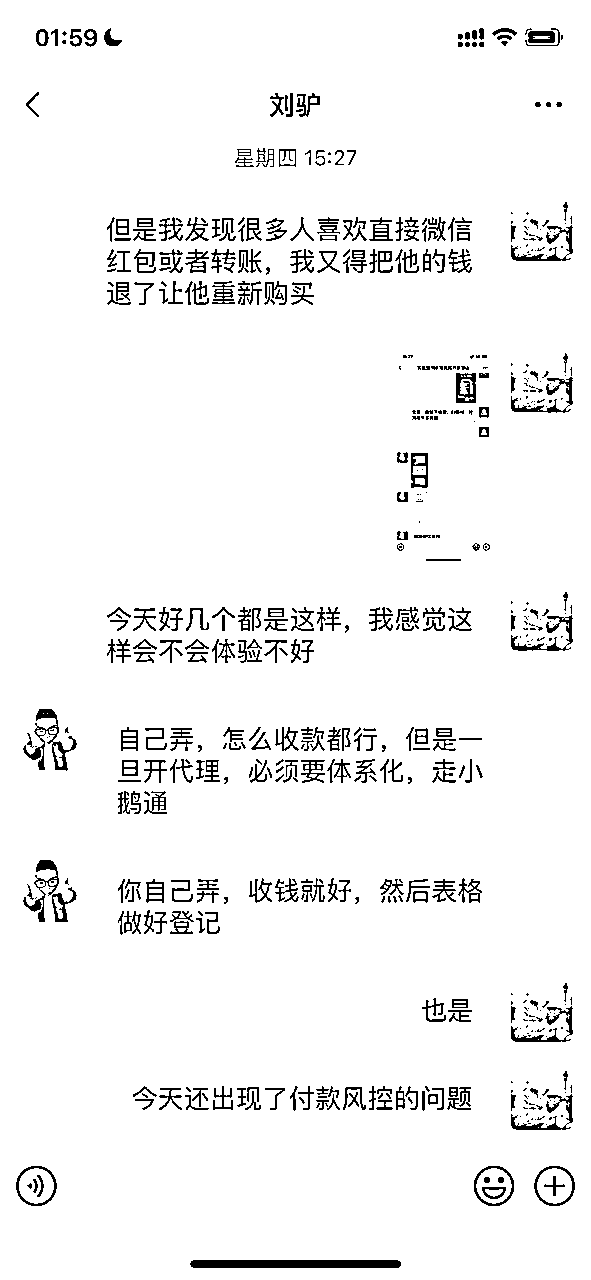 01:59
刘驴
星期四 15:27
但是我发现很多人喜欢直接微信
红包或者转账，我又得把他的钱
退了让他重新购买
今天好几个都是这样，我感觉这
样会不会体验不好
自己弄，怎么收款都行，但是一
旦开代理，必须要体系化，走小
鹅通
你自己弄，收钱就好，然后表格
做好登记
也是
今天还出现了付款风控的问题